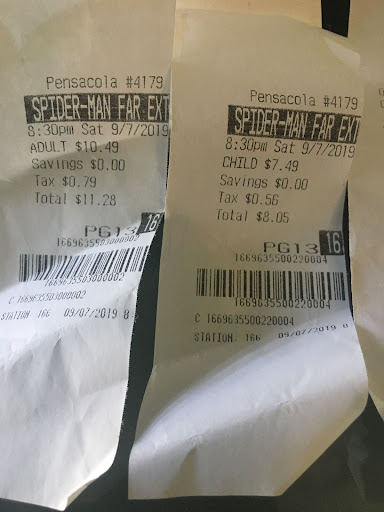 Pensacola #4179
SPIDER-MAN FAR EXT
8:30pm Sat 9/7/2019
ADULT $10.49
Savings $0.00
Tax $0.79
Total $11.28
PG13 16
C 1669635503000002
STATION 166 09/07/2019 8
Pensacola #4179
SPIDER-MAN FAR EXT
8:30pm Sat 9/7/2019
CHILD $7.49
Savings $0.00
Tax $0.56
Total $8.05
PG13 16
1669635500220004
1669635500220004
C 1669635500220004
STATION: 166 09/07/2019 8